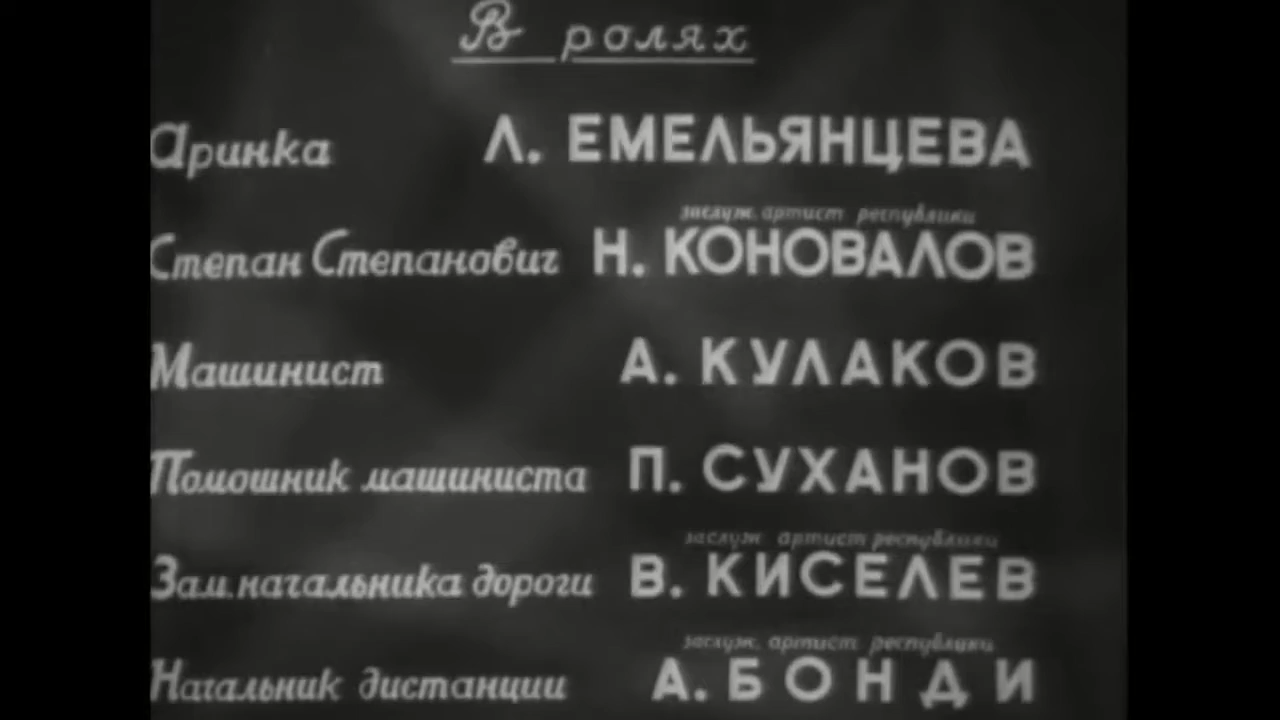 В ролях
Аринка Л. ЕМЕЛЬЯНЦЕВА
заслуж. артист республики
Степан Степанович Н. КОНОВАЛОВ
Машинист А. КУЛАКОВ
Помошник машиниста П. СУХАНОВ
заслуж артист республики
Зам. начальника дороги В. КИСЕЛЕВ
заслуж. артист республики
Начальник дистанции А. БОНДИ